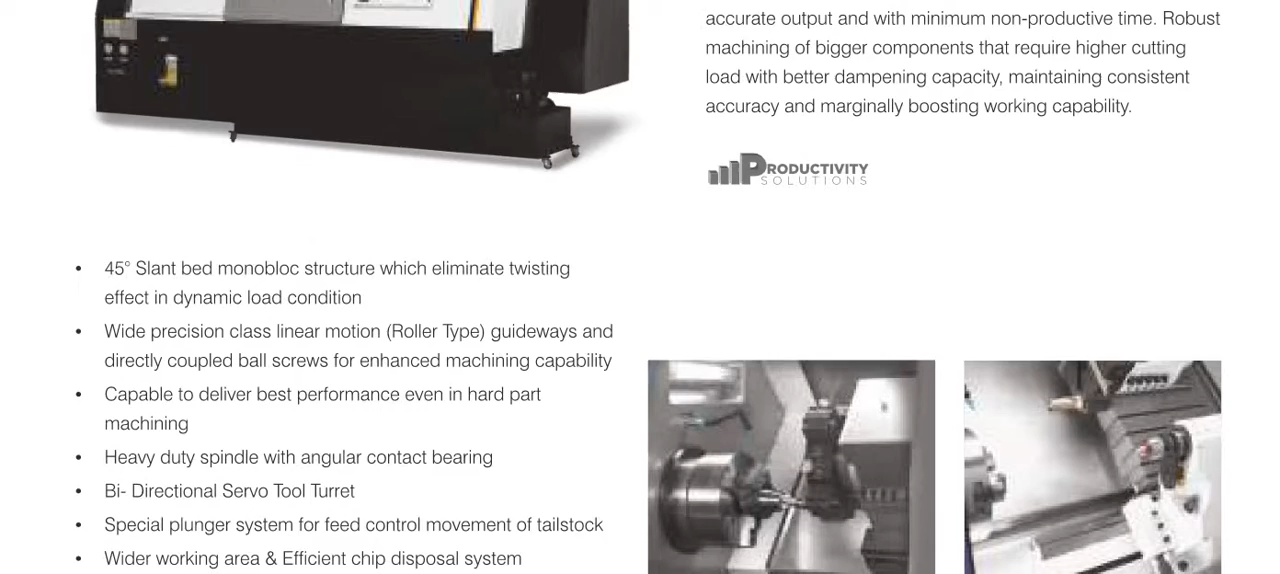 accurate output and with minimum non-productive time. Robust
machining of bigger components that require higher cutting
load with better dampening capacity, maintaining consistent
accuracy and marginally boosting working capability.
PRODUCTIVITY
SOLUTIONS
• 45° Slant bed monobloc structure which eliminate twisting
effect in dynamic load condition
• Wide precision class linear motion (Roller Type) guideways and
directly coupled ball screws for enhanced machining capability
• Capable to deliver best performance even in hard part
machining
• Heavy duty spindle with angular contact bearing
• Bi- Directional Servo Tool Turret
• Special plunger system for feed control movement of tailstock
• Wider working area & Efficient chip disposal system